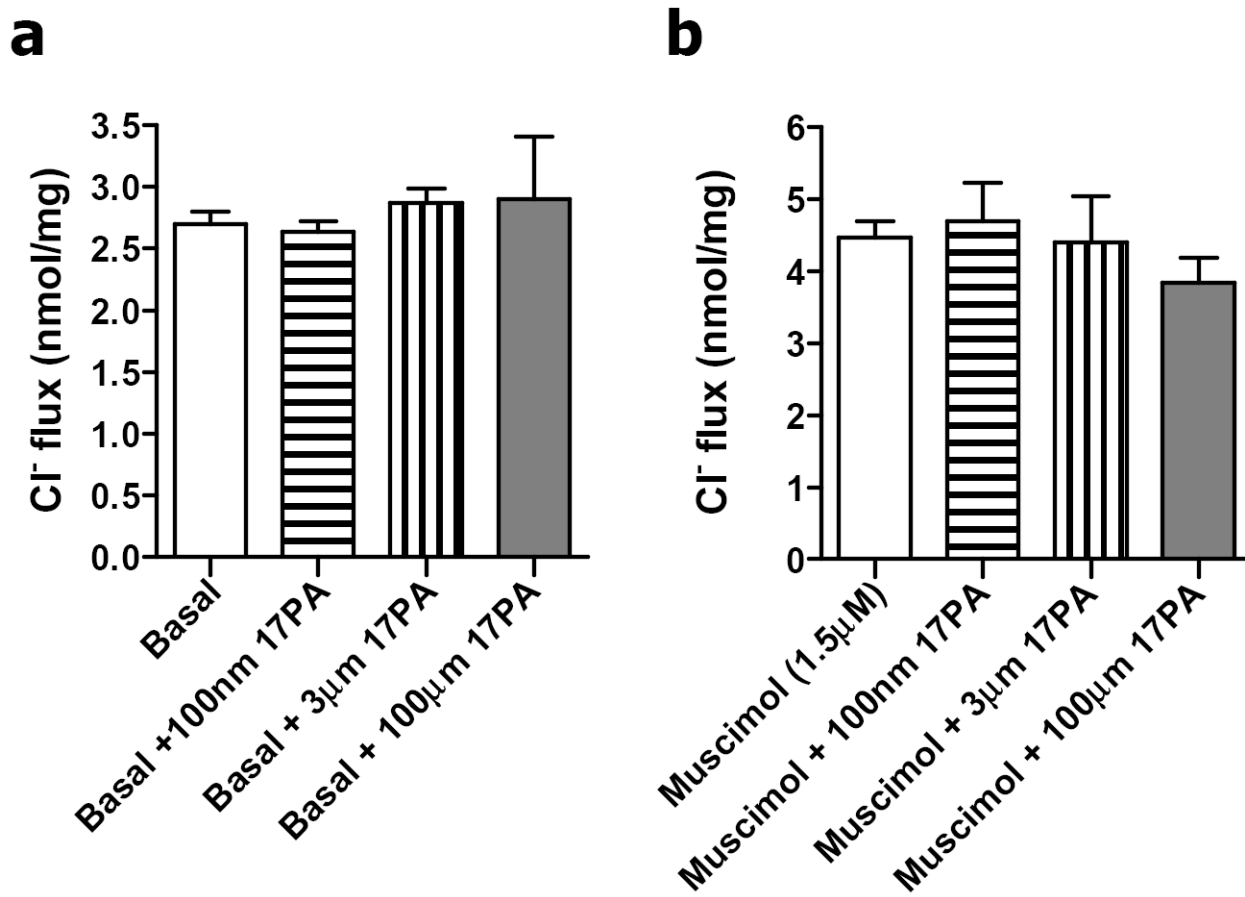 a
Cl⁻ flux (nmol/mg)
3.5
3.0
2.5
2.0
1.5
1.0
0.5
0.0
Basal
Basal +100nm 17PA
Basal + 3μm 17PA
Basal + 100μm 17PA
b
Cl⁻ flux (nmol/mg)
6
5
4
3
2
1
0
Muscimol (1.5μM)
Muscimol + 100nm 17PA
Muscimol + 3μm 17PA
Muscimol + 100μm 17PA